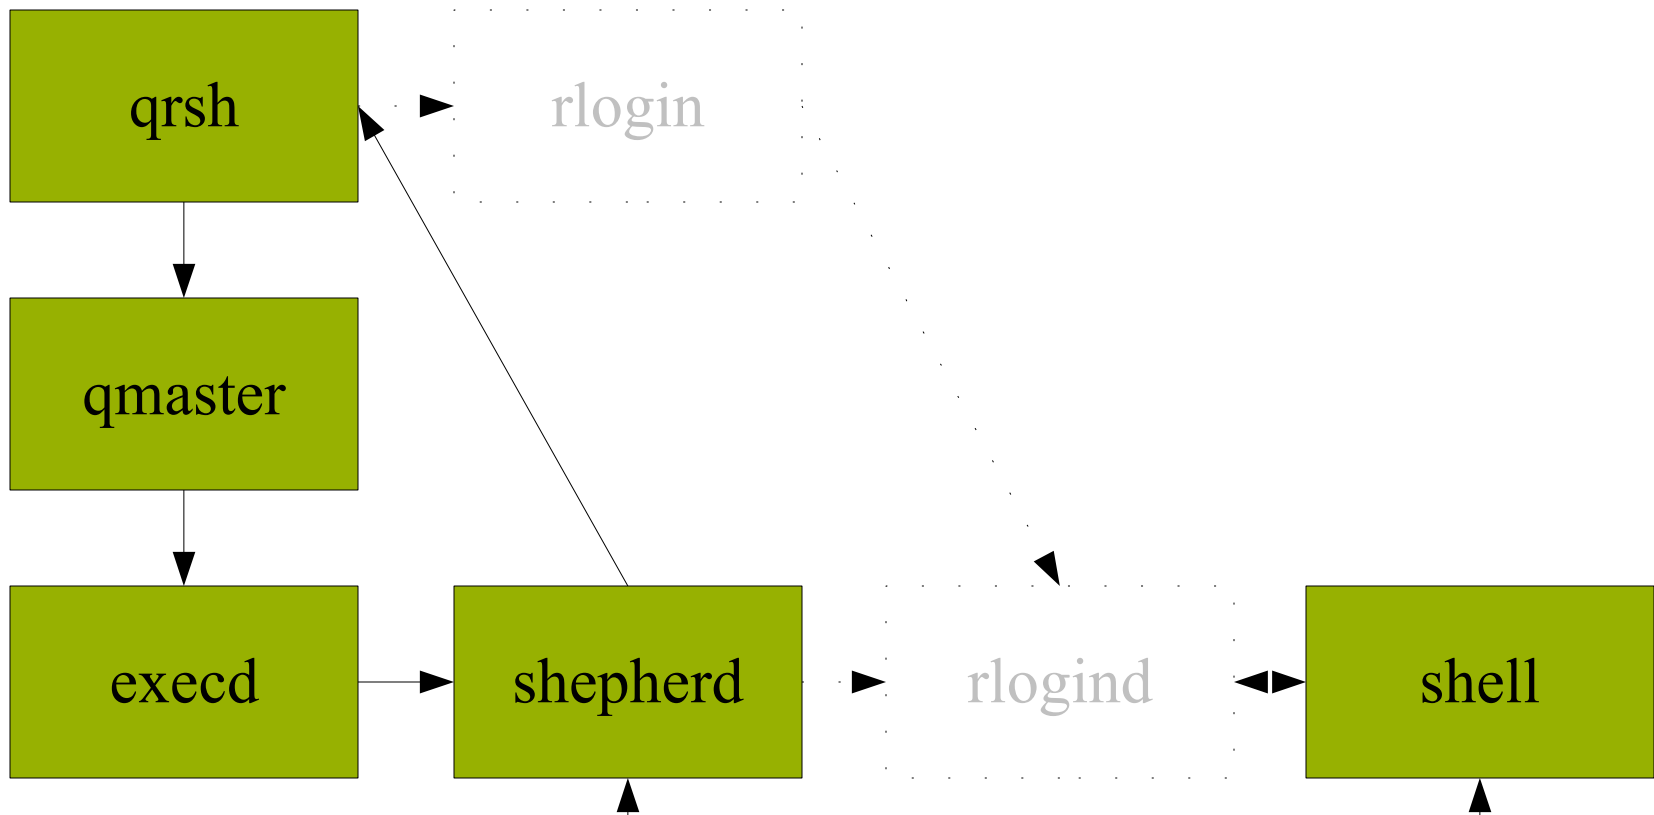 qrsh
rlogin
qmaster
execd
shepherd
rlogind
shell